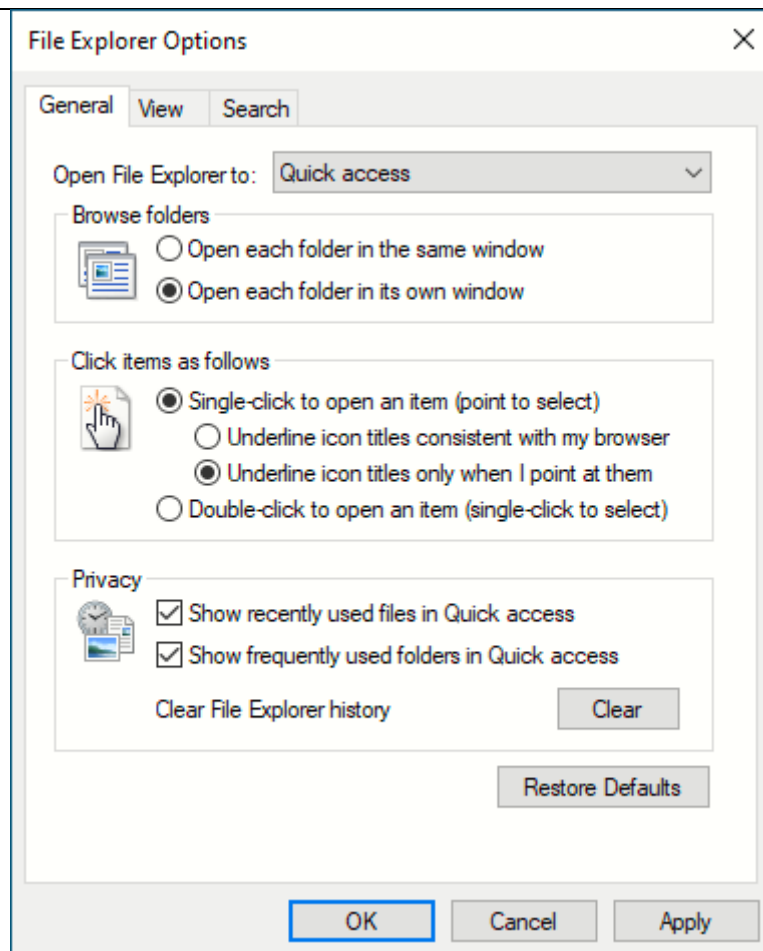 File Explorer Options
General View Search
Open File Explorer to: Quick access
Browse folders
Open each folder in the same window
Open each folder in its own window
Click items as follows
Single-click to open an item (point to select)
Underline icon titles consistent with my browser
Underline icon titles only when I point at them
Double-click to open an item (single-click to select)
Privacy
Show recently used files in Quick access
Show frequently used folders in Quick access
Clear File Explorer history Clear
Restore Defaults
OK Cancel Apply